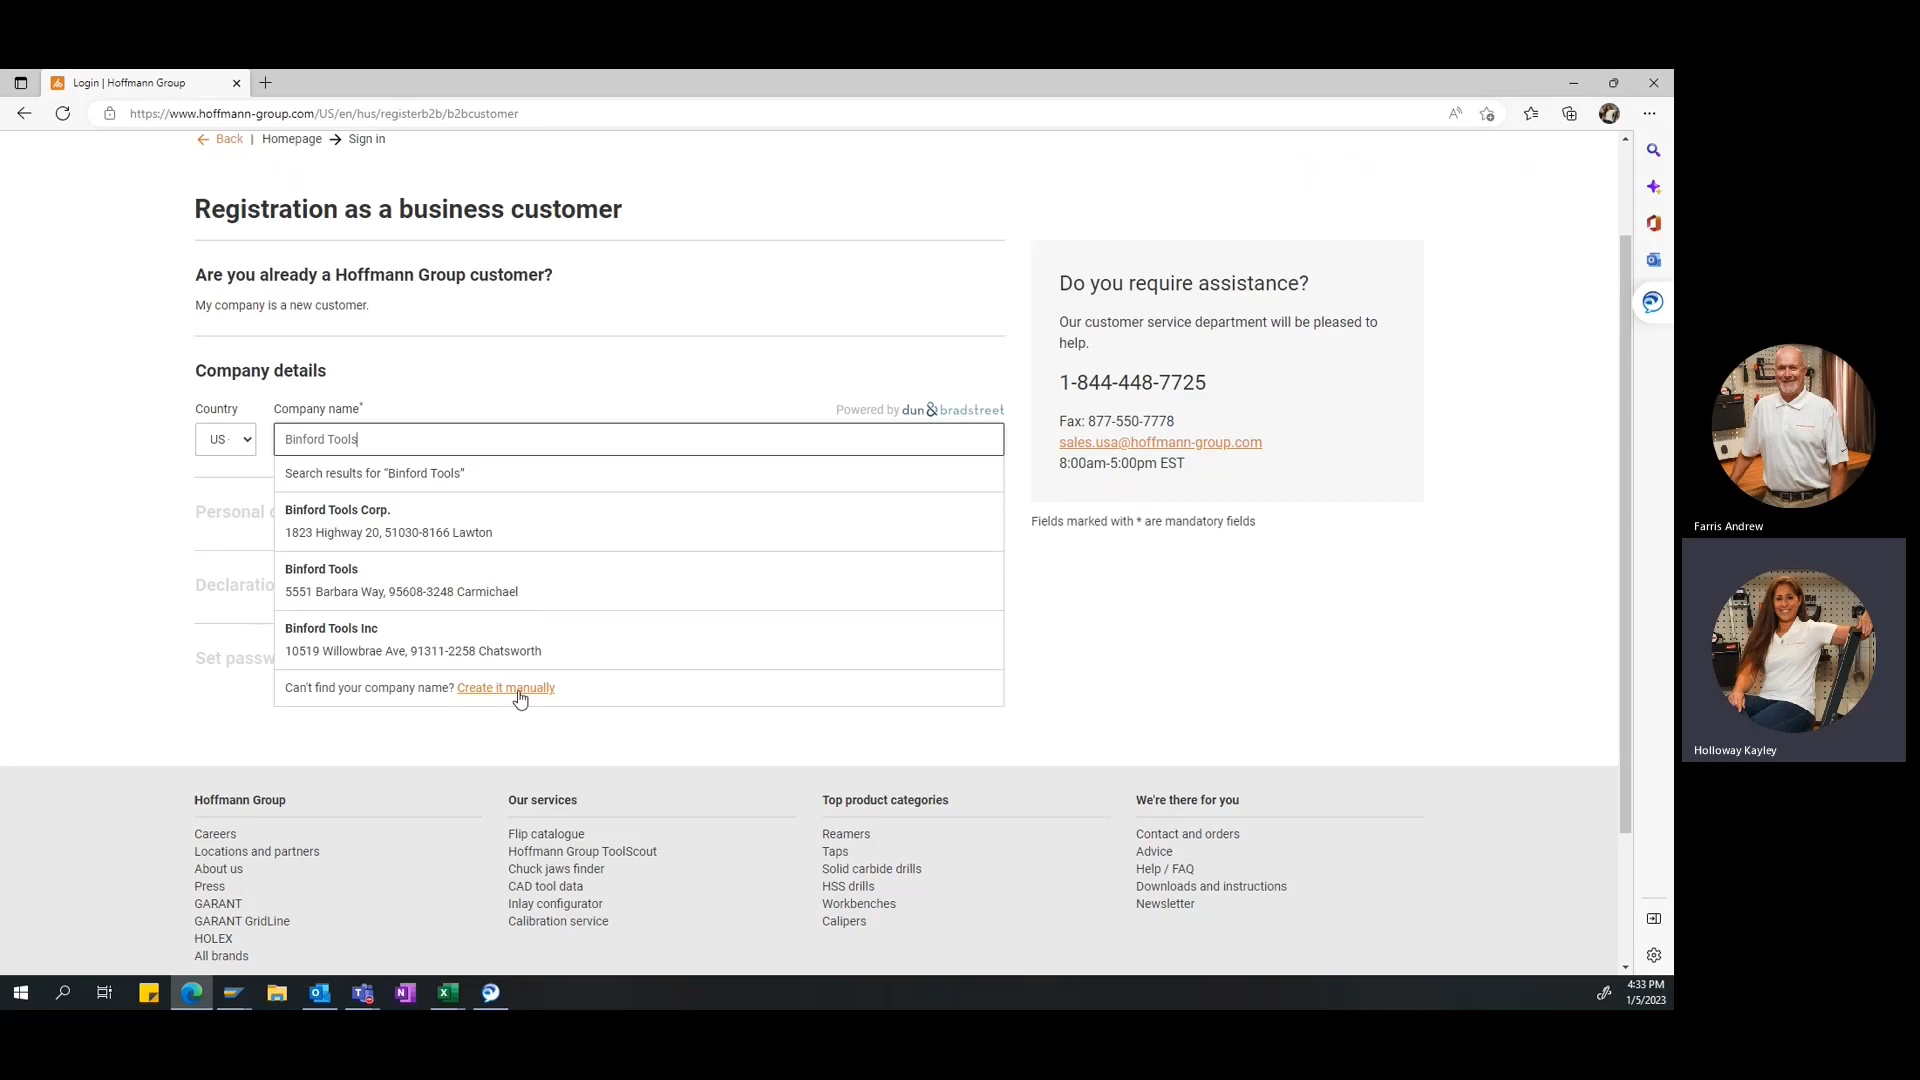 Login | Hoffmann Group
https://www.hoffmann-group.com/US/en/hus/registerb2b/b2bcustomer
Back | Homepage → Sign in
Registration as a business customer
Are you already a Hoffmann Group customer?
My company is a new customer.
Company details
Country
Company name*
Powered by dun & bradstreet
US
Binford Tools
Search results for “Binford Tools”
Binford Tools Corp.
1823 Highway 20, 51030-8166 Lawton
Binford Tools
5551 Barbara Way, 95608-3248 Carmichael
Binford Tools Inc
10519 Willowbrae Ave, 91311-2258 Chatsworth
Can't find your company name? Create it manually
Personal
Declaratio
Set passw
Do you require assistance?
Our customer service department will be pleased to
help.
1-844-448-7725
Fax: 877-550-7778
sales.usa@hoffmann-group.com
8:00am-5:00pm EST
Fields marked with * are mandatory fields
Hoffmann Group
Careers
Locations and partners
About us
Press
GARANT
GARANT GridLine
HOLEX
All brands
Our services
Flip catalogue
Hoffmann Group ToolScout
Chuck jaws finder
CAD tool data
Inlay configurator
Calibration service
Top product categories
Reamers
Taps
Solid carbide drills
HSS drills
Workbenches
Calipers
We're there for you
Contact and orders
Advice
Help / FAQ
Downloads and instructions
Newsletter
Farris Andrew
Holloway Kayley
4:33 PM
1/5/2023